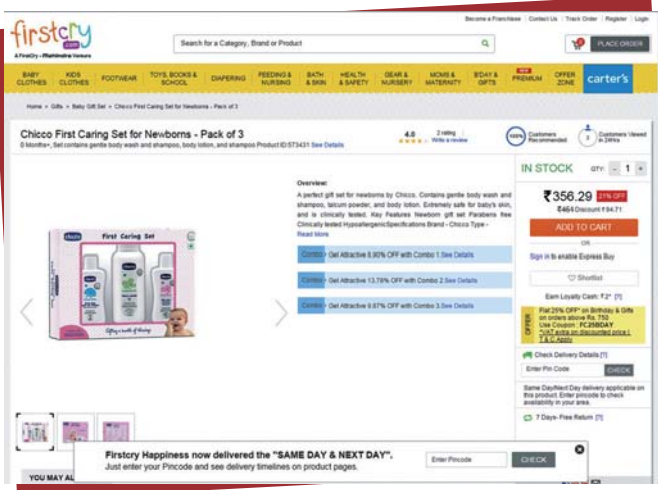 Become a Franchisee | Contact Us | Track Order | Register | Login
firstcry
.com
A FirstCry - Mahindra Venture
Search for a Category, Brand or Product
PLACE ORDER
BABY CLOTHES
KIDS CLOTHES
FOOTWEAR
TOYS, BOOKS & SCHOOL
DIAPERING
FEEDING & NURSING
BATH & SKIN
HEALTH & SAFETY
GEAR & NURSERY
MOMS & MATERNITY
B'DAY & GIFTS
NEW
PREMIUM
OFFER ZONE
carter's
Home » Gifts » Baby Gift Set » Chicco First Caring Set for Newborns - Pack of 3
Chicco First Caring Set for Newborns - Pack of 3
0 Months+, Set contains gentle body wash and shampoo, body lotion, and shampoo Product ID:573431 See Details
4.0
2 rating |
Write a review
100%
Customers Recommended
3
Customers Viewed in 24Hrs
Overview:
A perfect gift set for newborns by Chicco. Contains gentle body wash and
shampoo, talcum powder, and body lotion. Extremely safe for baby's skin,
and is clinically tested. Key Features Newborn gift set Parabens free
Clinically tested HypoallergenicSpecifications Brand - Chicco Type -
Read More
Combo Get Attractive 8.90% OFF with Combo 1.See Details
Combo Get Attractive 13.79% OFF with Combo 2.See Details
Combo Get Attractive 9.87% OFF with Combo 3.See Details
chicco
First Caring Set
IN STOCK QTY: - 1 +
₹356.29 21% OFF
₹464 Discount ₹ 94.71
ADD TO CART
OR
Sign in to enable Express Buy
Shortlist
Earn Loyalty Cash: ₹2* [?]
OFFER
Flat 25% OFF* on Birthday & Gifts
on orders above Rs. 750
Use Coupon : FC25BDAY
*VAT extra on discounted price |
T & C Apply
Check Delivery Details [?]
Enter Pin Code
CHECK
Same Day/Next Day delivery applicable on
this product. Enter pincode to check
availability in your area.
7 Days- Free Return [?]
Firstcry Happiness now delivered the "SAME DAY & NEXT DAY".
Just enter your Pincode and see delivery timelines on product pages.
Enter Pincode
CHECK
YOU MAY AL